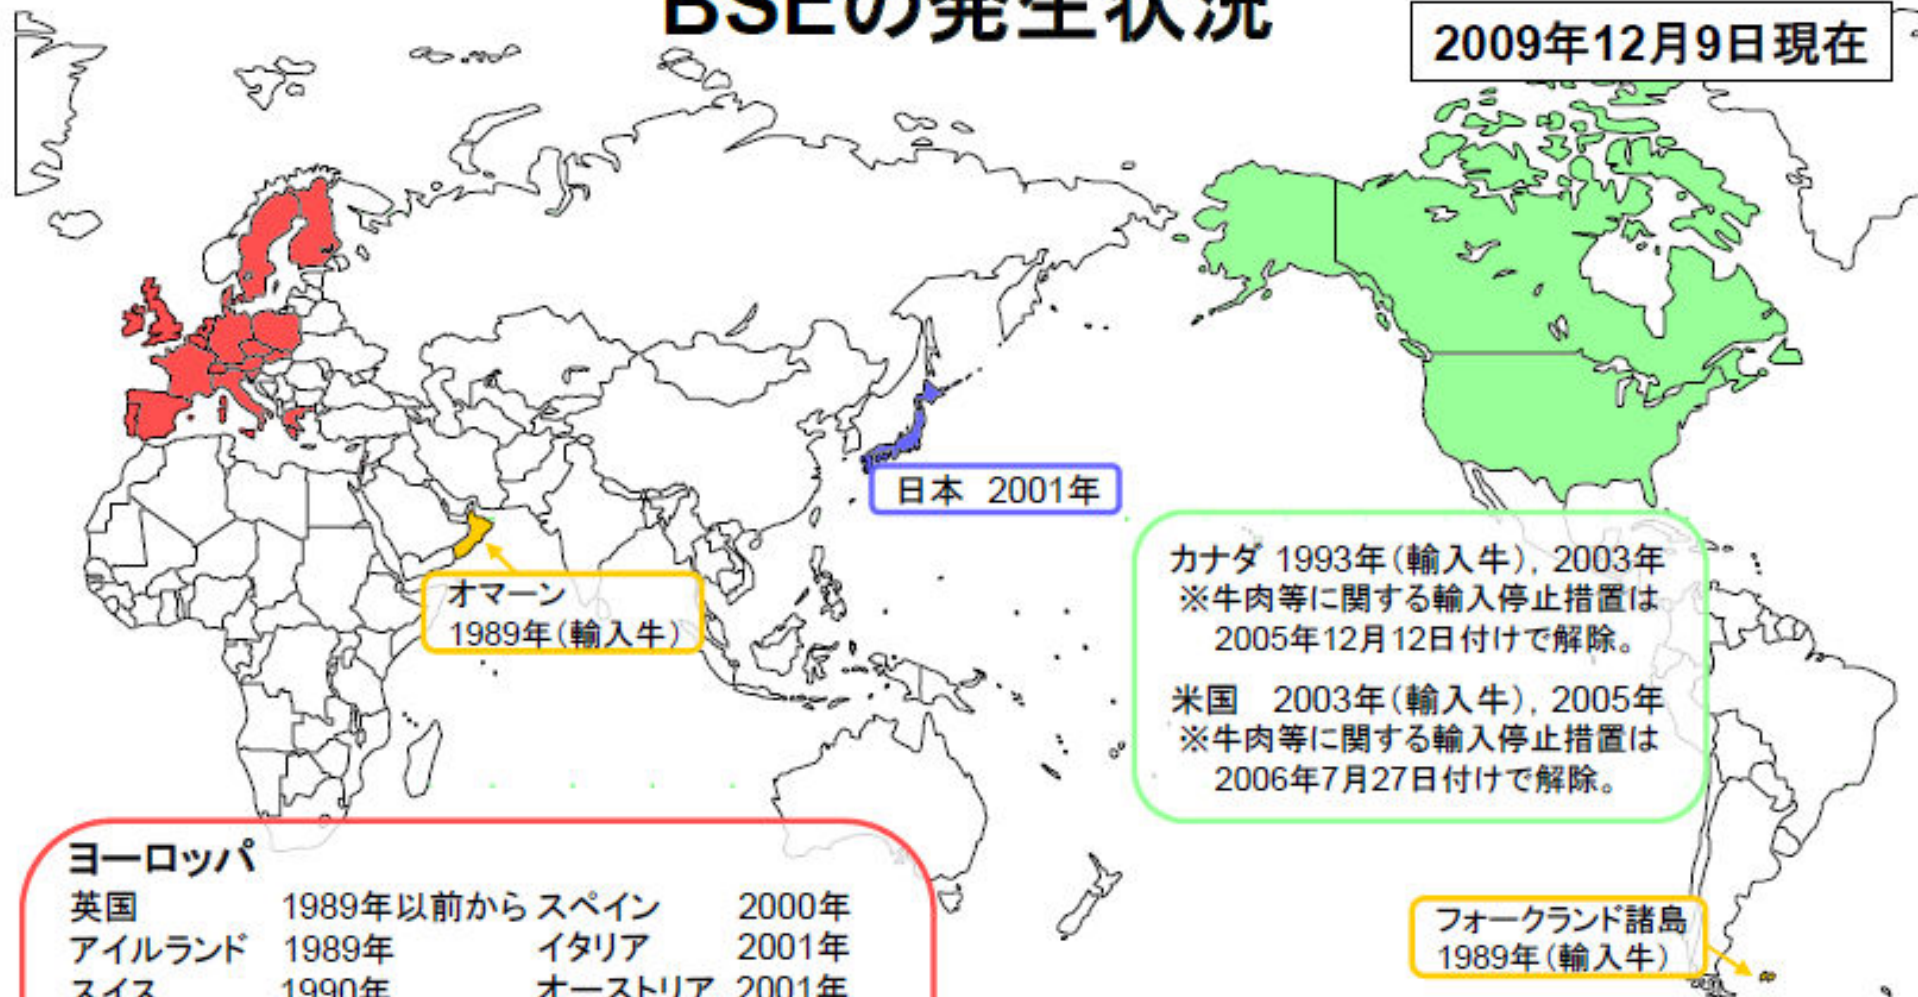 BSEの発生状況
2009年12月9日現在
日本 2001年
オマーン
1989年(輸入牛)
カナダ 1993年(輸入牛), 2003年
※牛肉等に関する輸入停止措置は
2005年12月12日付けで解除。
米国 2003年(輸入牛), 2005年
※牛肉等に関する輸入停止措置は
2006年7月27日付けで解除。
ヨーロッパ
英国 1989年以前から スペイン 2000年
アイルランド 1989年 イタリア 2001年
スイス 1990年 オーストリア 2001年
フォークランド諸島
1989年(輸入牛)